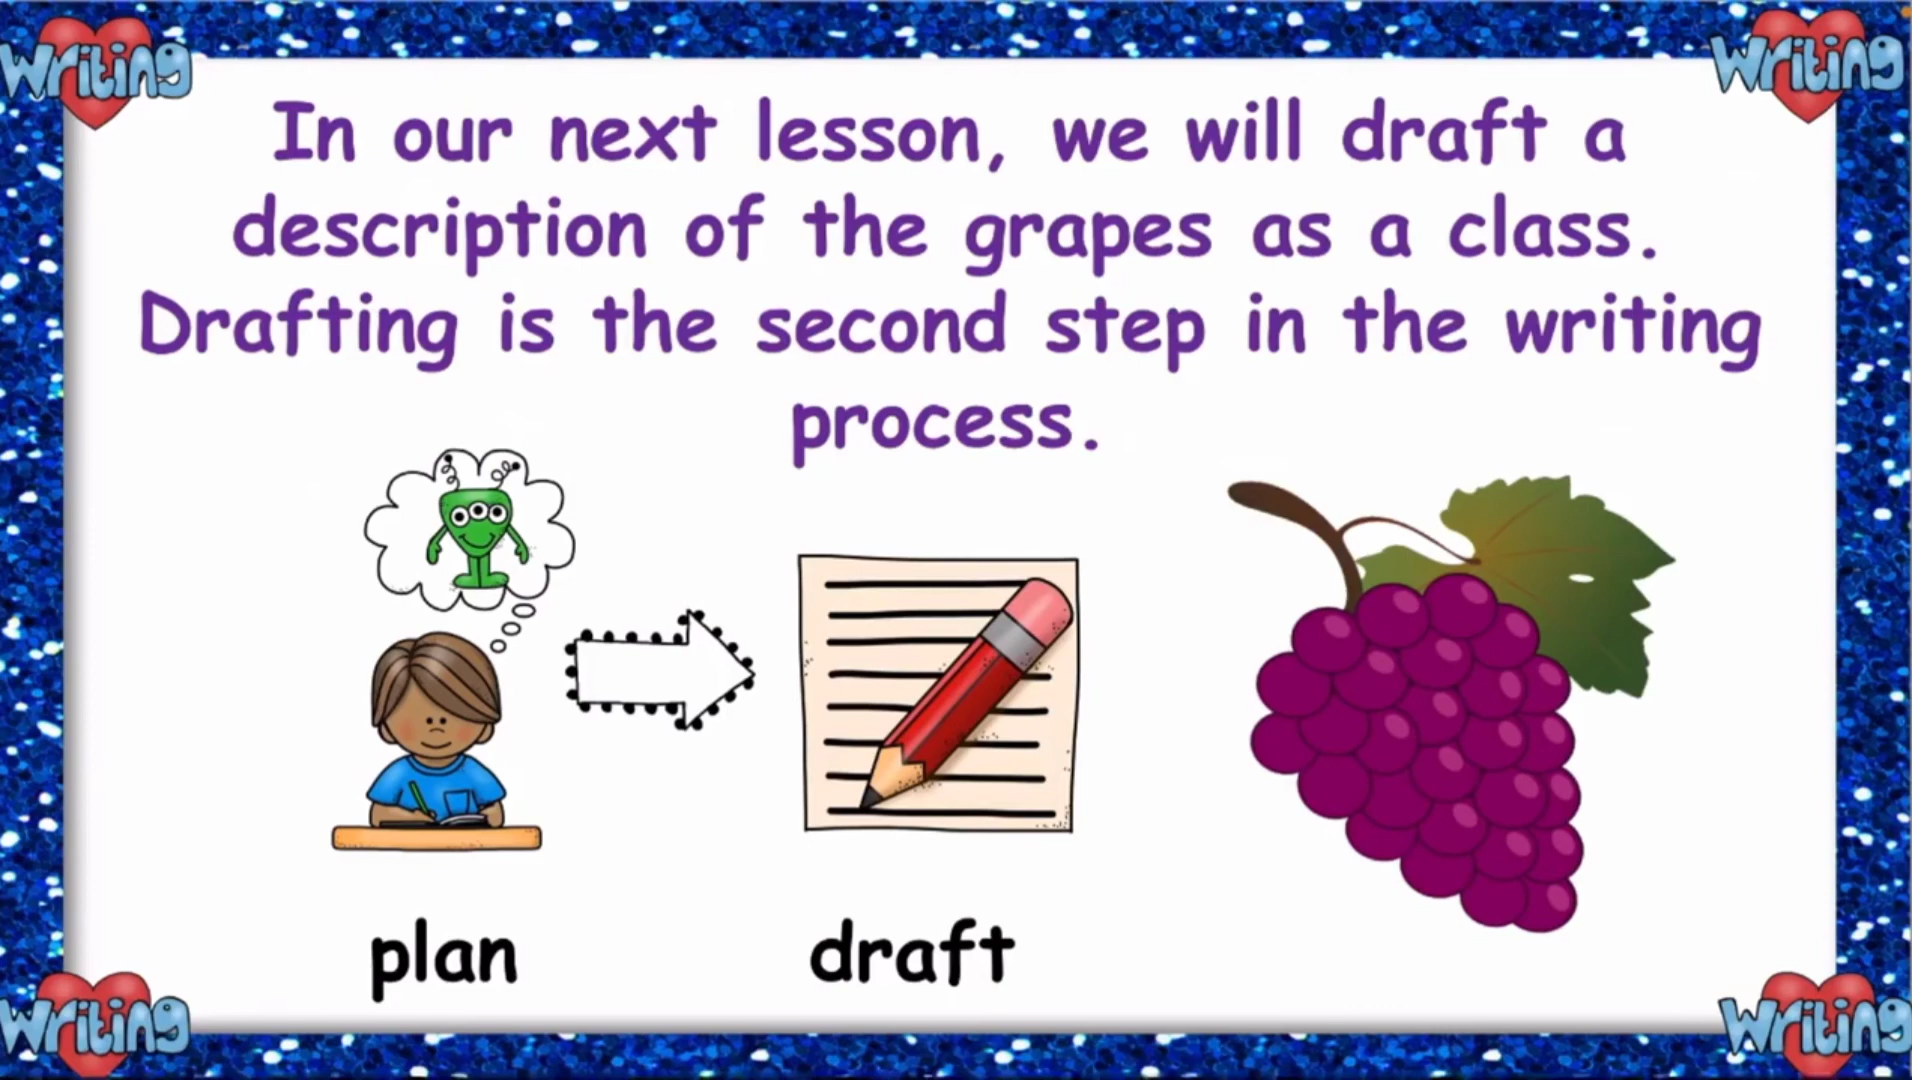 Writing
Writing
In our next lesson, we will draft a
description of the grapes as a class.
Drafting is the second step in the writing
process.
plan
draft
Writing
Writing